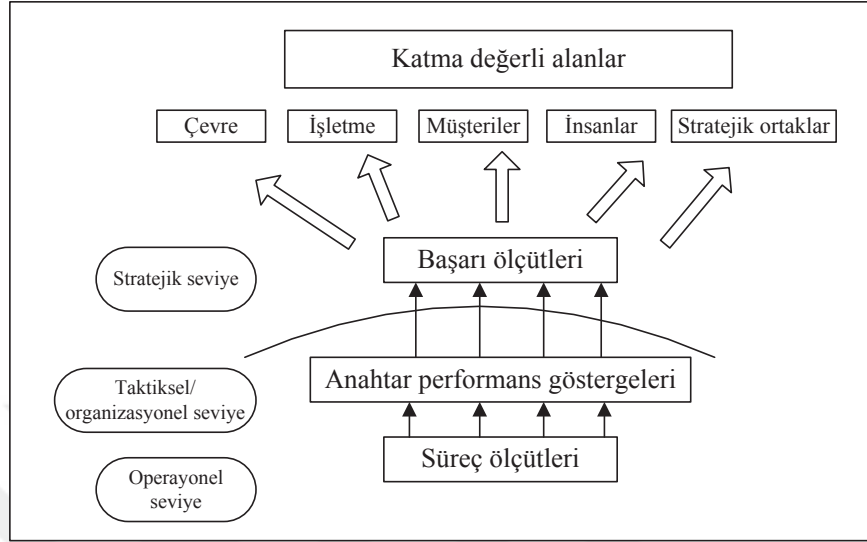 Katma değerli alanlar
Çevre
İşletme
Müşteriler
İnsanlar
Stratejik ortaklar
Başarı ölçütleri
Stratejik seviye
Anahtar performans göstergeleri
Taktiksel/
organizasyonel seviye
Süreç ölçütleri
Operayonel
seviye